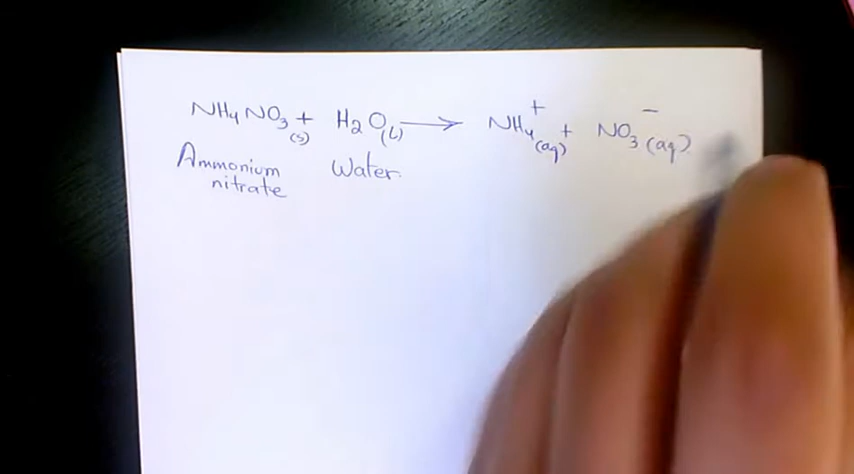 NH₄NO₃(s) + H₂O(l) → NH₄⁺(aq) + NO₃⁻(aq).
Ammonium Water.
nitrate